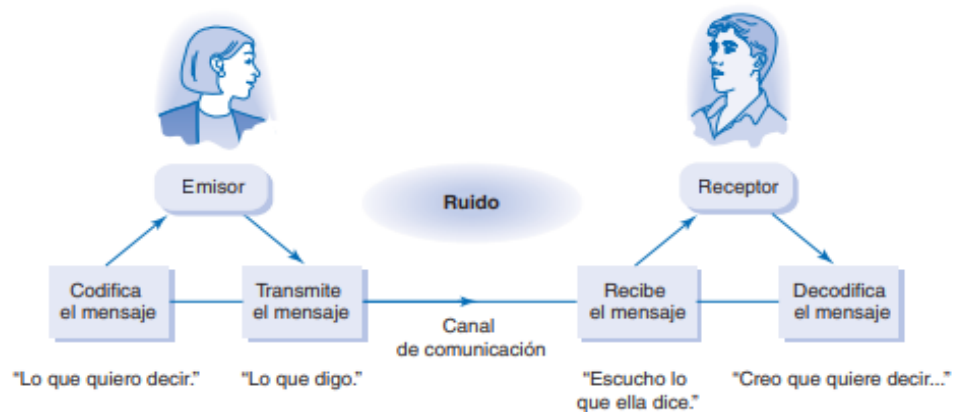 Emisor
Ruido
Receptor
Codifica
el mensaje
Transmite
el mensaje
Canal
de comunicación
Recibe
el mensaje
Decodifica
el mensaje
“Lo que quiero decir.”
“Lo que digo.”
“Escucho lo
que ella dice.”
“Creo que quiere decir...”